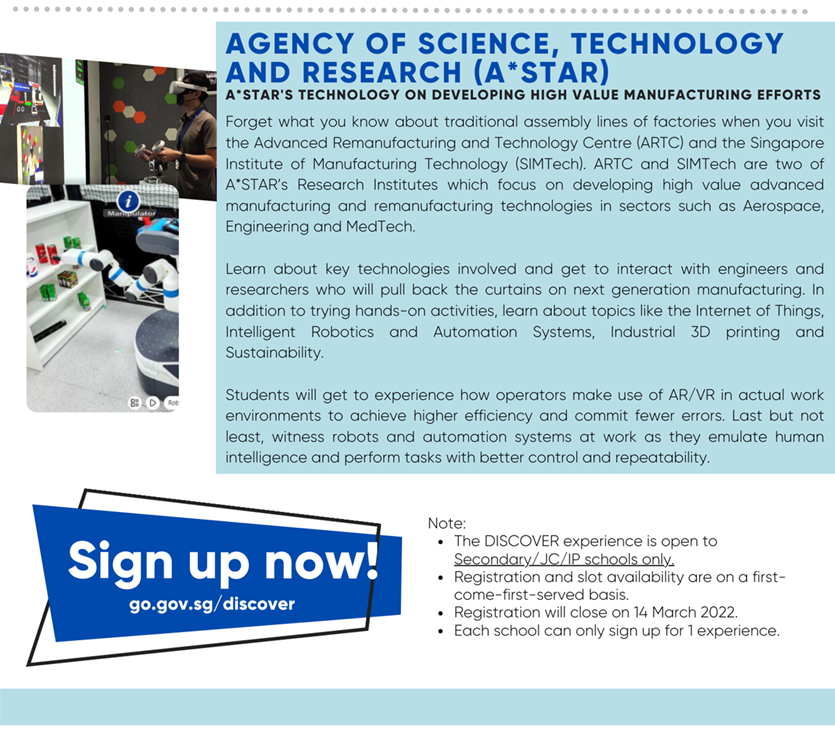 AGENCY OF SCIENCE, TECHNOLOGY
AND RESEARCH (A*STAR)
A*STAR'S TECHNOLOGY ON DEVELOPING HIGH VALUE MANUFACTURING EFFORTS
Forget what you know about traditional assembly lines of factories when you visit
the Advanced Remanufacturing and Technology Centre (ARTC) and the Singapore
Institute of Manufacturing Technology (SIMTech). ARTC and SIMTech are two of
A*STAR's Research Institutes which focus on developing high value advanced
manufacturing and remanufacturing technologies in sectors such as Aerospace,
Engineering and MedTech.
Learn about key technologies involved and get to interact with engineers and
researchers who will pull back the curtains on next generation manufacturing. In
addition to trying hands-on activities, learn about topics like the Internet of Things,
Intelligent Robotics and Automation Systems, Industrial 3D printing and
Sustainability.
Students will get to experience how operators make use of AR/VR in actual work
environments to achieve higher efficiency and commit fewer errors. Last but not
least, witness robots and automation systems at work as they emulate human
intelligence and perform tasks with better control and repeatability.
i
Manipulator
Rob
Sign up now!
go.gov.sg/discover
Note:
• The DISCOVER experience is open to
Secondary/JC/IP schools only.
• Registration and slot availability are on a first-
come-first-served basis.
• Registration will close on 14 March 2022.
• Each school can only sign up for 1 experience.